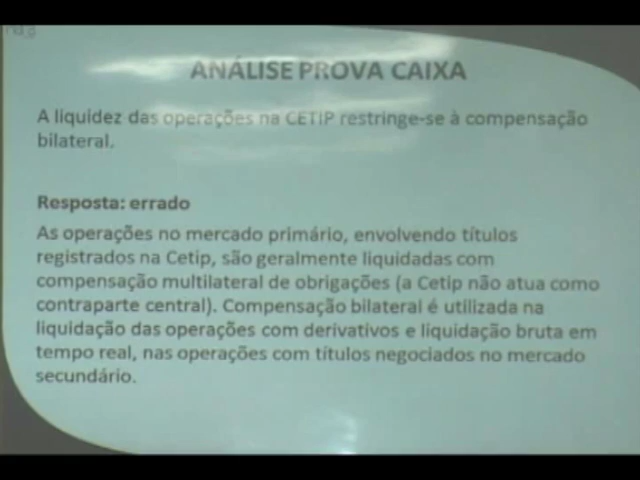 ANÁLISE PROVA CAIXA
A liquidez das operações na CETIP restringe-se à compensação
bilateral.
Resposta: errado
As operações no mercado primário, envolvendo títulos
registrados na Cetip, são geralmente liquidadas com
compensação multilateral de obrigações (a Cetip não atua como
contraparte central). Compensação bilateral é utilizada na
liquidação das operações com derivativos e liquidação bruta em
tempo real, nas operações com títulos negociados no mercado
secundário.